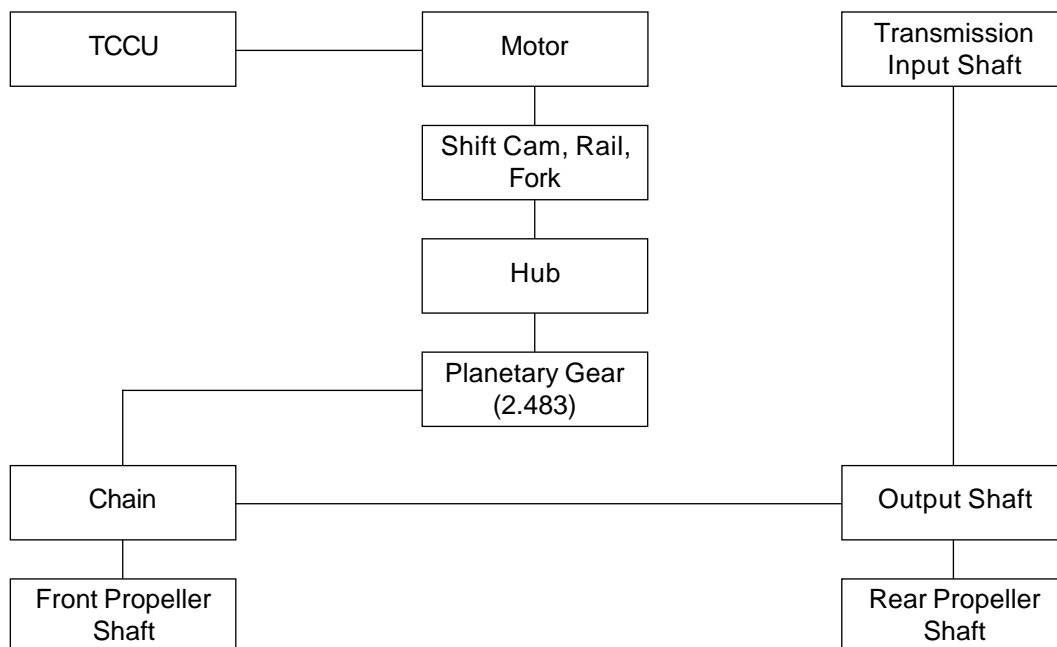 TCCU
Motor
Transmission
Input Shaft
Shift Cam, Rail,
Fork
Hub
Planetary Gear
(2.483)
Chain
Output Shaft
Front Propeller
Shaft
Rear Propeller
Shaft